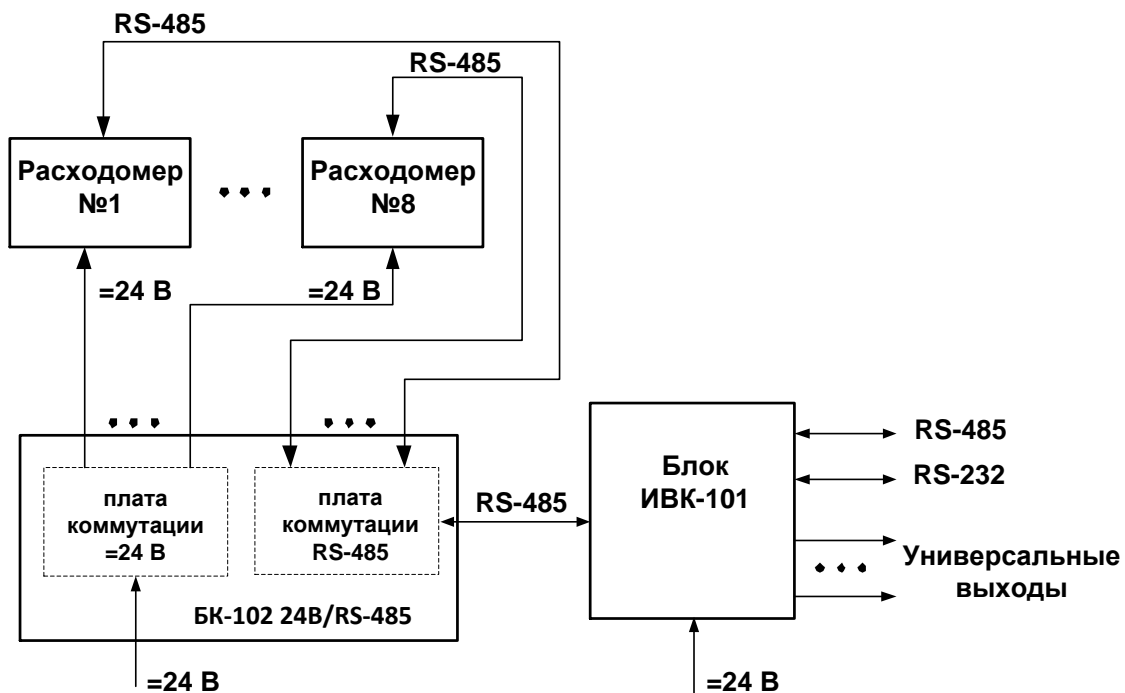 RS-485
RS-485
Расходомер
№1
Расходомер
№8
=24 В
=24 В
плата
коммутации
=24 В
плата
коммутации
RS-485
БК-102 24В/RS-485
=24 В
RS-485
Блок
ИВК-101
RS-485
RS-232
Универсальные
выходы
=24 В